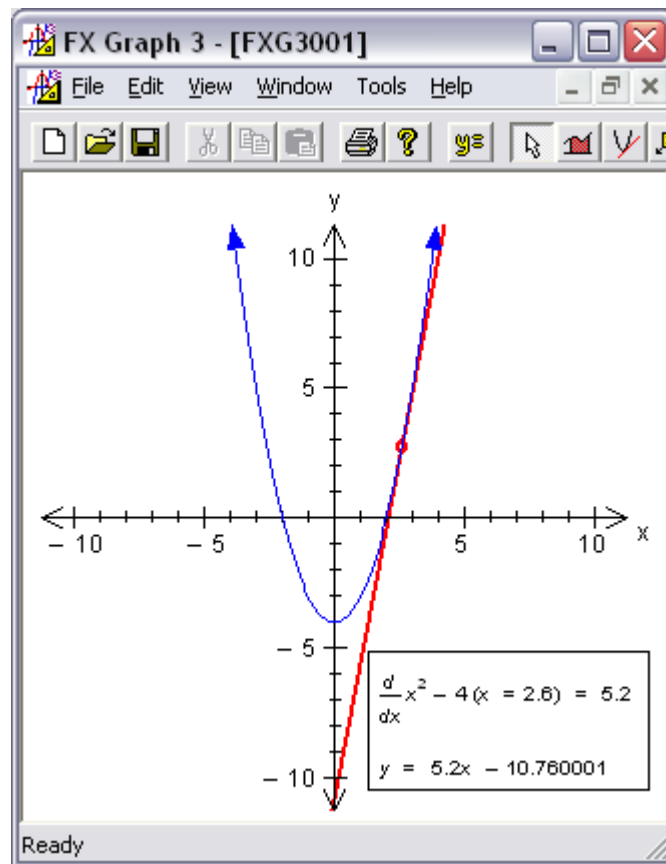 FX Graph 3 - [FXG3001]
File Edit View Window Tools Help
y=
y
10
5
– 10 – 5 5 10 x
– 5
– 10
d/dx x² – 4 (x = 2.6) = 5.2
y = 5.2x – 10.760001
Ready